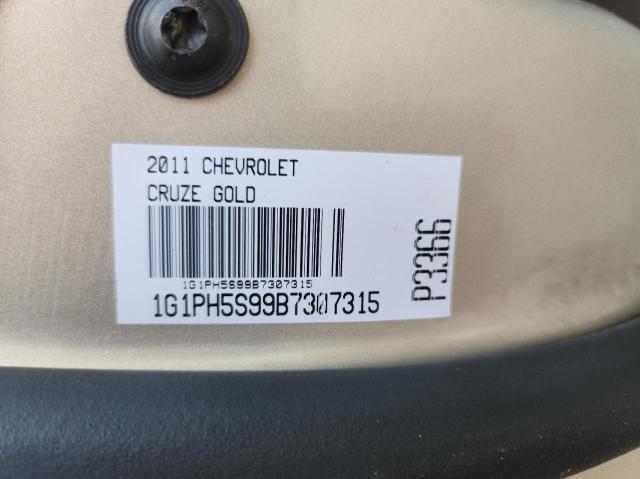 2011 CHEVROLET
CRUZE GOLD
1G1PH5S99B7307315
1G1PH5S99B7307315
P3366